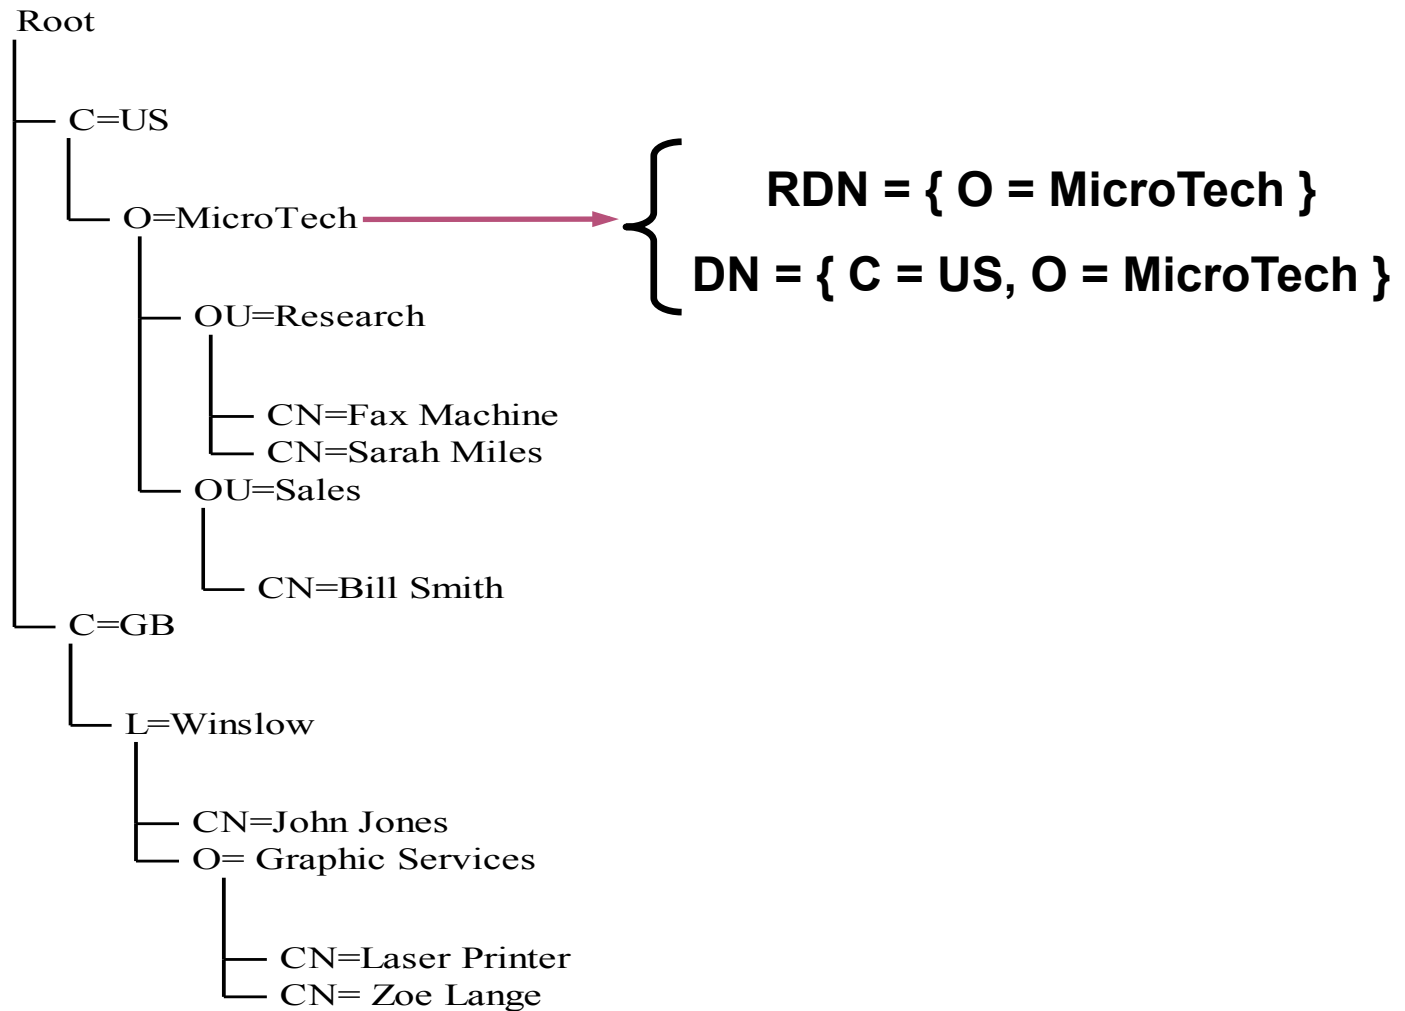 Root
C=US
O=MicroTech
RDN = { O = MicroTech }
DN = { C = US, O = MicroTech }
OU=Research
CN=Fax Machine
CN=Sarah Miles
OU=Sales
CN=Bill Smith
C=GB
L=Winslow
CN=John Jones
O= Graphic Services
CN=Laser Printer
CN= Zoe Lange